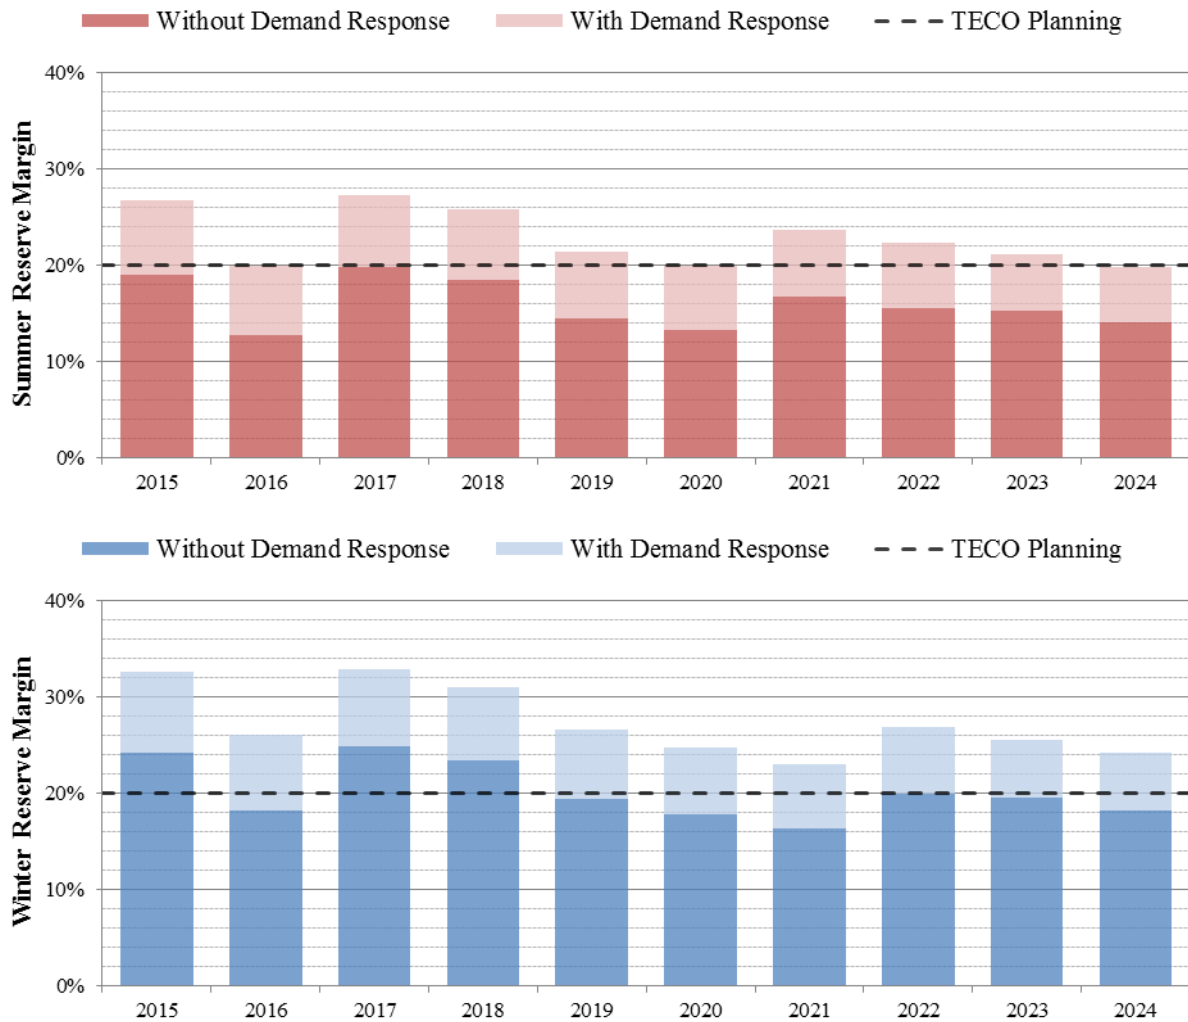 Without Demand Response With Demand Response TECO Planning
40%
30%
20%
10%
0%
Summer Reserve Margin
2015 2016 2017 2018 2019 2020 2021 2022 2023 2024
Without Demand Response With Demand Response TECO Planning
40%
30%
20%
10%
0%
Winter Reserve Margin
2015 2016 2017 2018 2019 2020 2021 2022 2023 2024